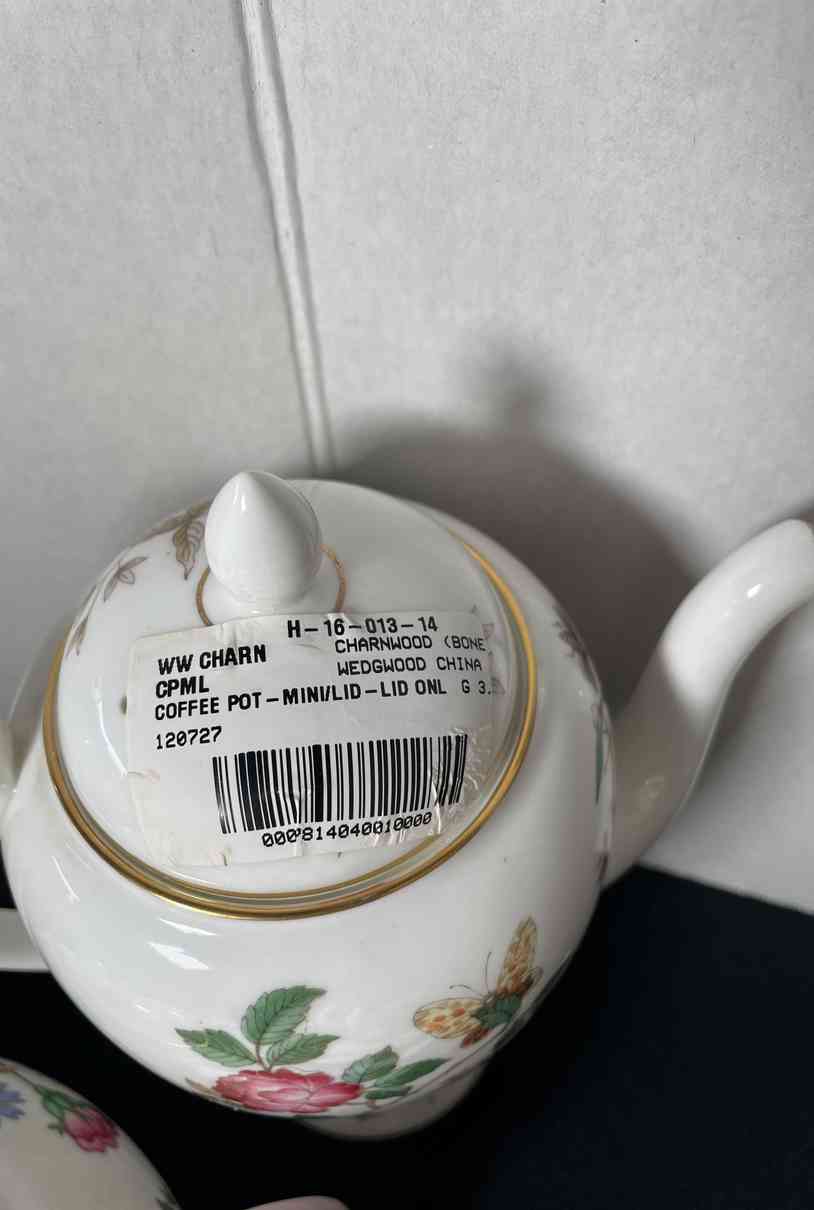 H-16-013-14
WW CHARN CHARNWOOD (BONE
CPML WEDGWOOD CHINA
COFFEE POT-MINI/LID-LID ONL G 3.
120727
000814040010000